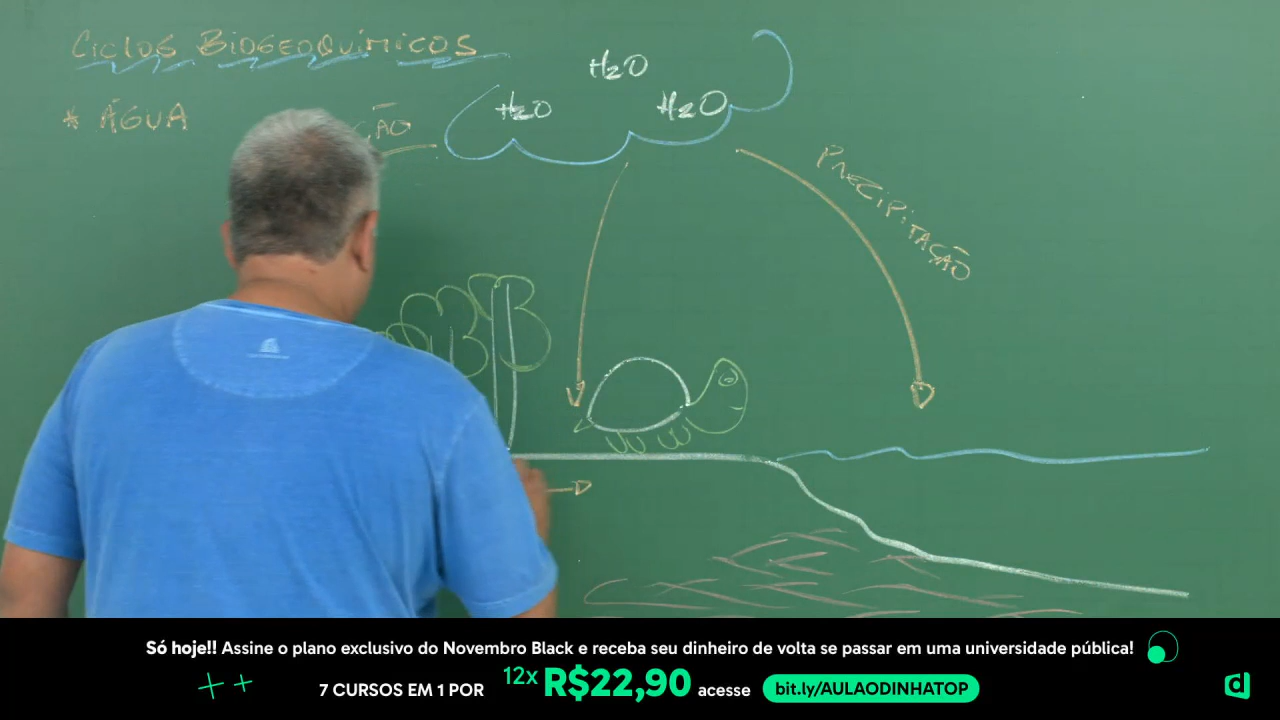 CICLOS BIOGEOQUÍMICOS
* ÁGUA
H2O
H2O
H2O
PRECIPITAÇÃO
Só hoje!! Assine o plano exclusivo do Novembro Black e receba seu dinheiro de volta se passar em uma universidade pública!
7 CURSOS EM 1 POR 12x R$22,90 acesse bit.ly/AULAODINHATOP